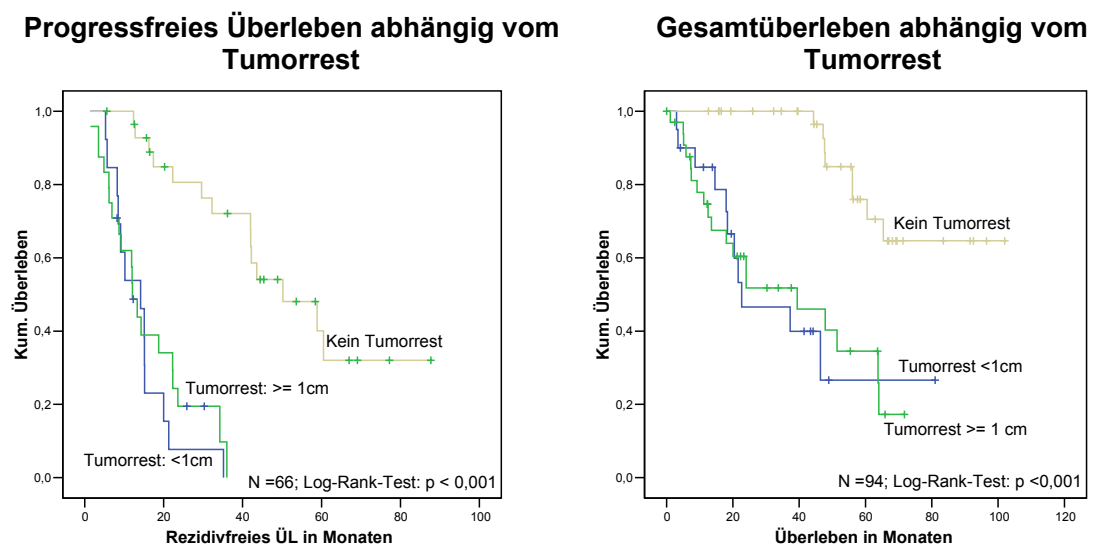 Progressfreies Überleben abhängig vom
Tumorrest
1,0
0,8
0,6
0,4
0,2
0,0
Kum. Überleben
Kein Tumorrest
Tumorrest: >= 1cm
Tumorrest: <1cm
N =66; Log-Rank-Test: p < 0,001
0 20 40 60 80 100
Rezidivfreies ÜL in Monaten
Gesamtüberleben abhängig vom
Tumorrest
1,0
0,8
0,6
0,4
0,2
0,0
Kum. Überleben
Kein Tumorrest
Tumorrest <1cm
Tumorrest >= 1 cm
N =94; Log-Rank-Test: p <0,001
0 20 40 60 80 100 120
Überleben in Monaten